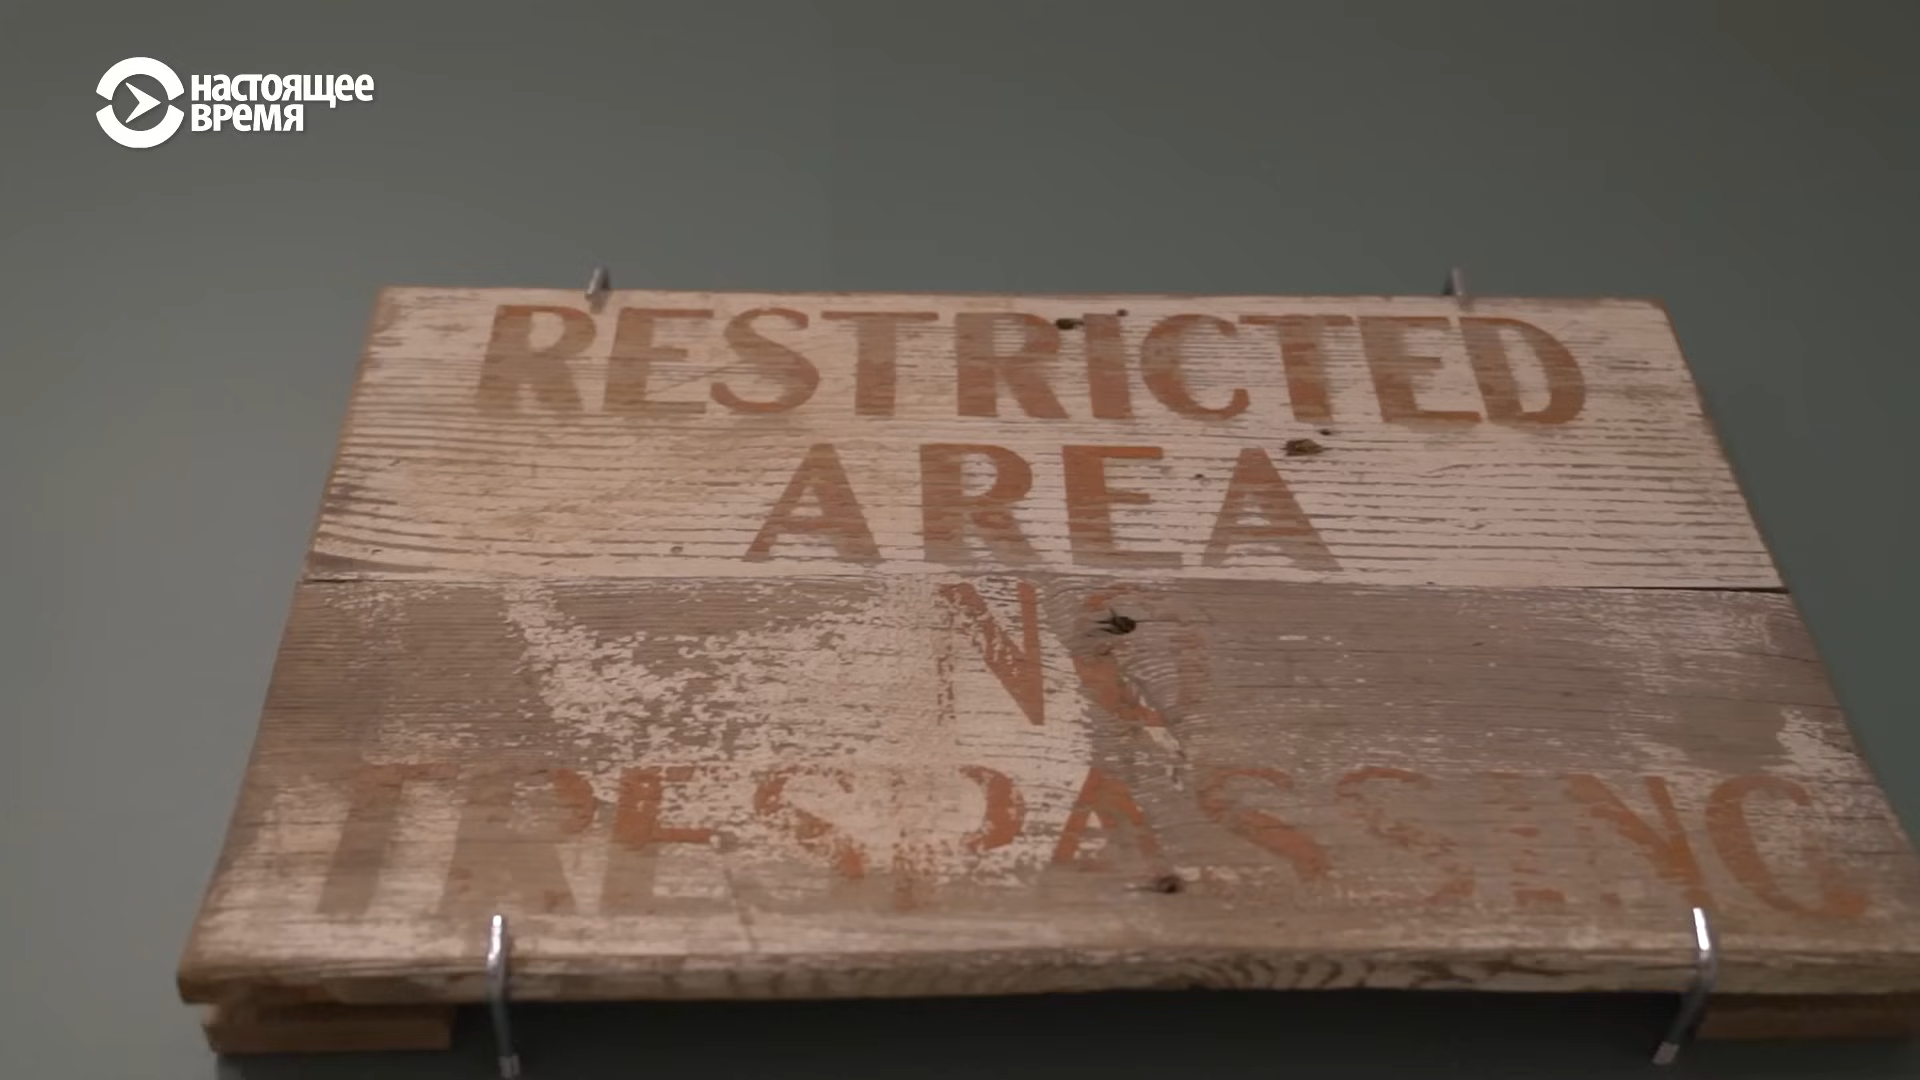 настоящее
время
RESTRICTED
AREA
NO
TRESPASSING